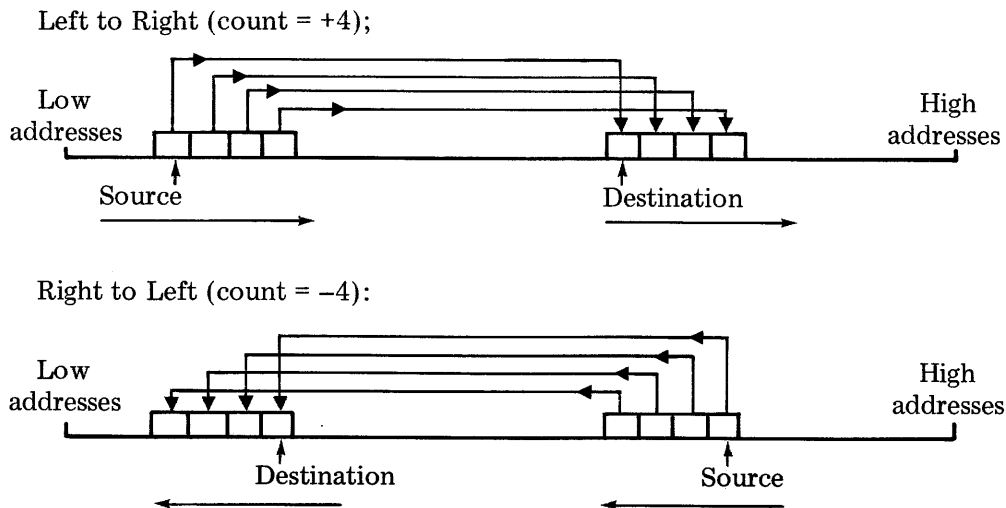 Left to Right (count = +4);
Low
addresses
High
addresses
Source
Destination
Right to Left (count = −4):
Low
addresses
High
addresses
Destination
Source